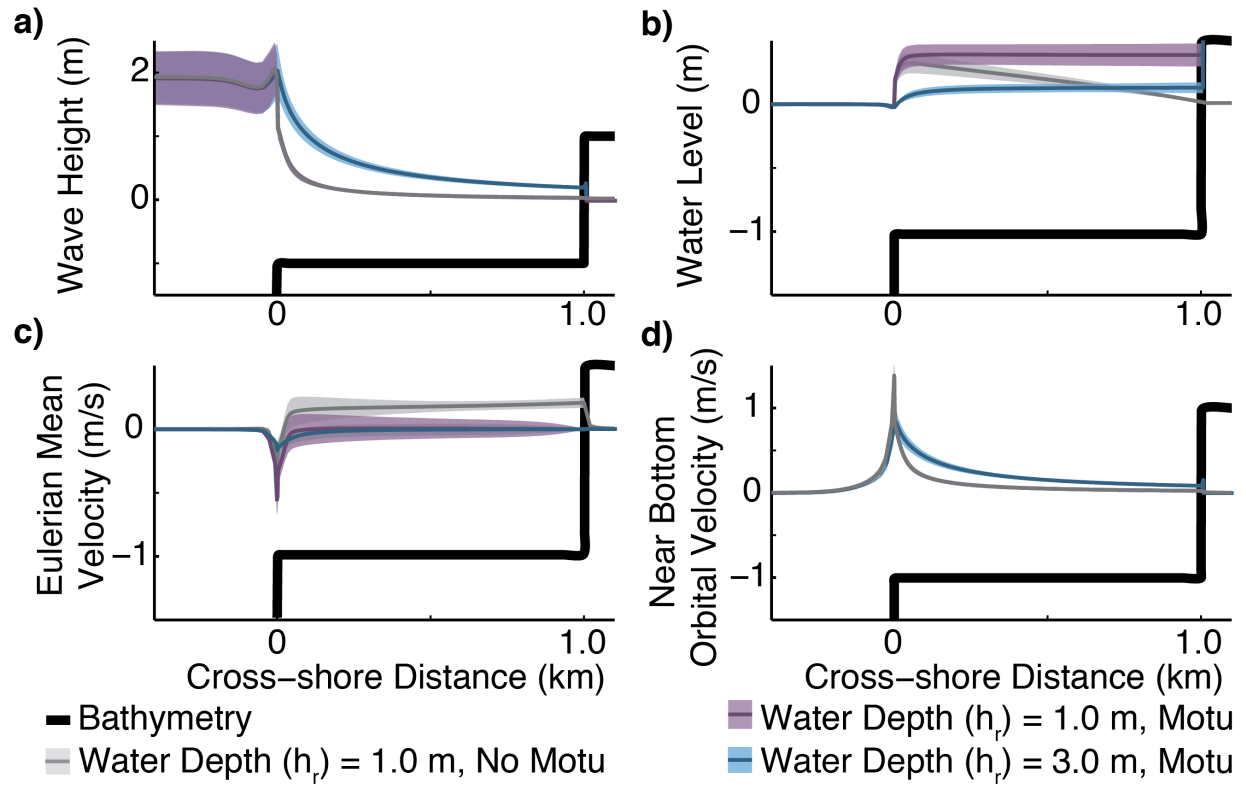 a)
Wave Height (m)
2
0
0
1.0
b)
Water Level (m)
0
−1
0
1.0
c)
Eulerian Mean
Velocity (m/s)
0
−1
0
1.0
Cross−shore Distance (km)
d)
Near Bottom
Orbital Velocity (m/s)
1
0
−1
0
1.0
Cross−shore Distance (km)
Bathymetry
Water Depth (hr) = 1.0 m, No Motu
Water Depth (hr) = 1.0 m, Motu
Water Depth (hr) = 3.0 m, Motu